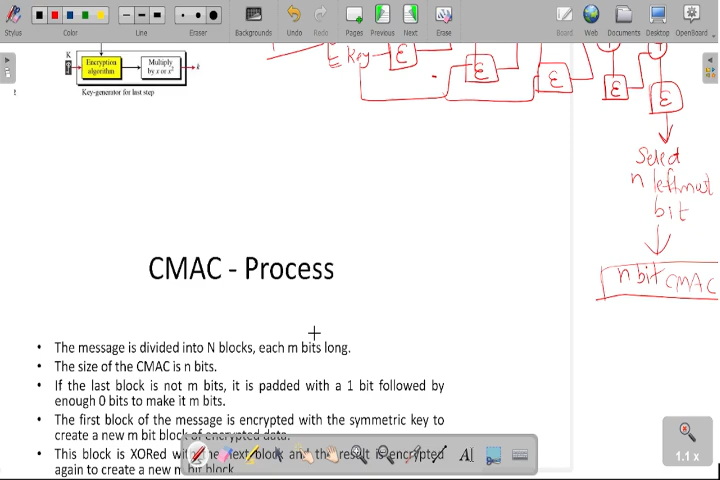 Stylus
Color
Line
Eraser
Backgrounds
Undo
Redo
Pages
Previous
Next
Erase
Board
Web
Documents
Desktop
OpenBoard
K
Encryption
algorithm
Multiply
by x or x²
k
Key-generator for last step
E
Key
E
E
E
E
E
Select
n leftmost
bit
n bit CMAC
CMAC - Process
• The message is divided into N blocks, each m bits long.
• The size of the CMAC is n bits.
• If the last block is not m bits, it is padded with a 1 bit followed by
enough 0 bits to make it m bits.
• The first block of the message is encrypted with the symmetric key to
create a new m bit block of encrypted data.
• This block is XORed with the next block and the result is encrypted
again to create a new m bit block
1.1 x